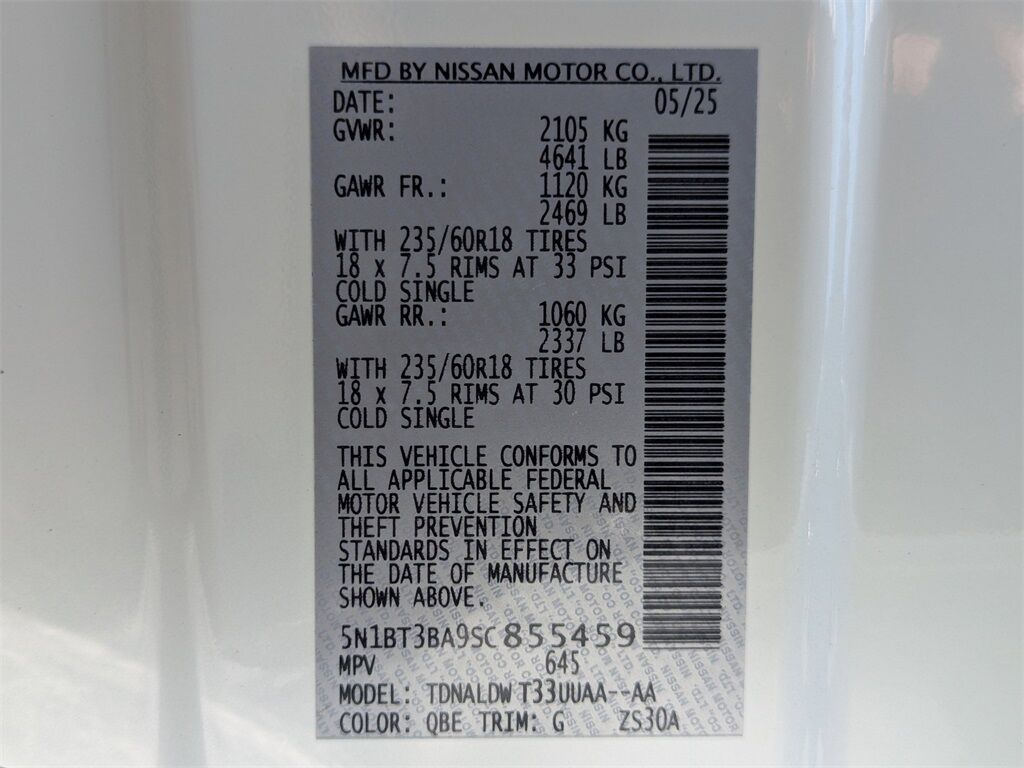 MFD BY NISSAN MOTOR CO., LTD.
DATE: 05/25
GVWR: 2105 KG
4641 LB
GAWR FR.: 1120 KG
2469 LB
WITH 235/60R18 TIRES
18 x 7.5 RIMS AT 33 PSI
COLD SINGLE
GAWR RR.: 1060 KG
2337 LB
WITH 235/60R18 TIRES
18 x 7.5 RIMS AT 30 PSI
COLD SINGLE
THIS VEHICLE CONFORMS TO
ALL APPLICABLE FEDERAL
MOTOR VEHICLE SAFETY AND
THEFT PREVENTION
STANDARDS IN EFFECT ON
THE DATE OF MANUFACTURE
SHOWN ABOVE.
5N1BT3BA9SC855459
MPV 645
MODEL: TDNALDW T33UUAA--AA
COLOR: QBE TRIM: G ZS30A